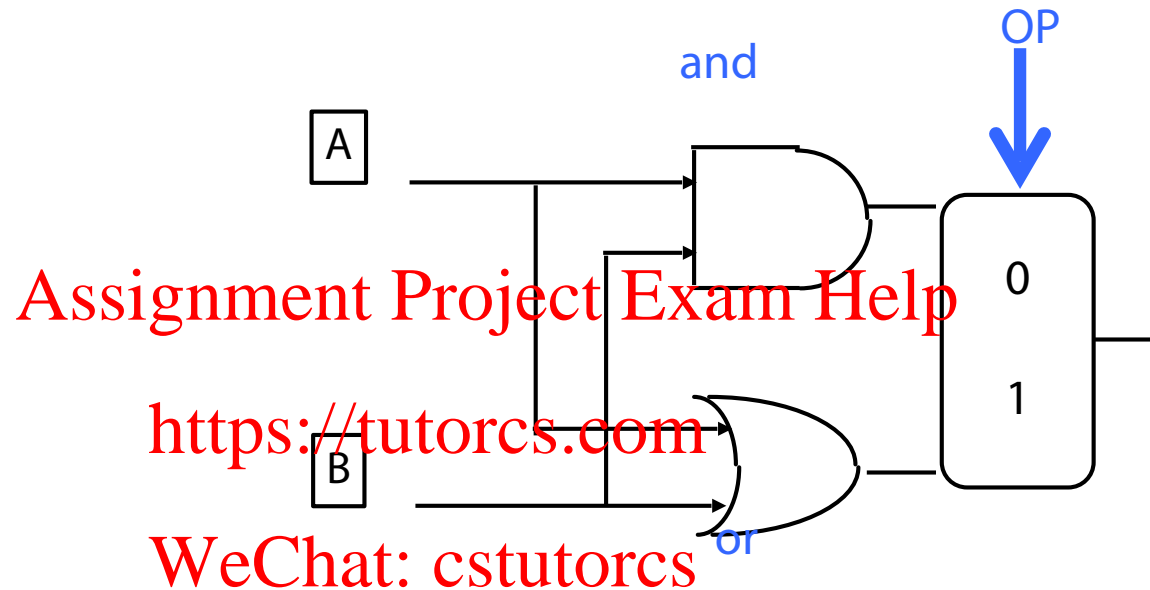 OP
and
A
0
Assignment Project Exam Help
1
https://tutorcs.com
B
or
WeChat: cstutorcs